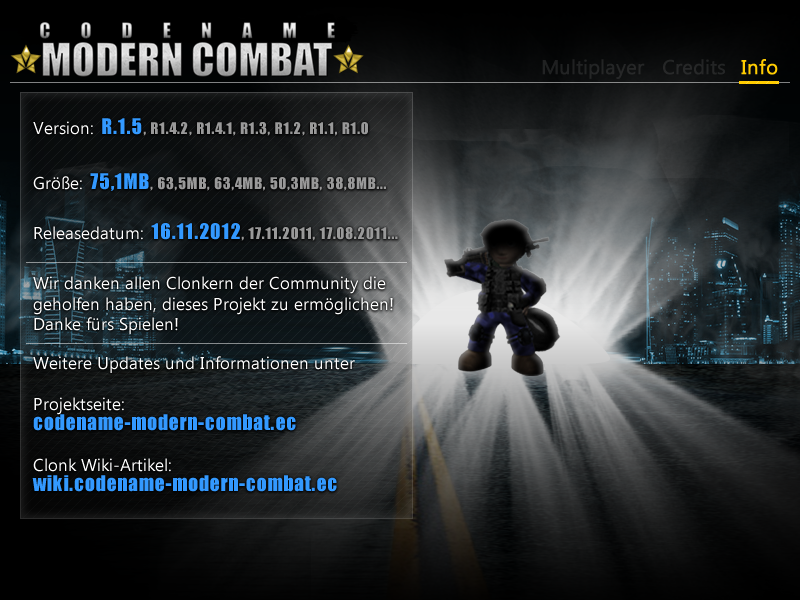 CODENAME
MODERN COMBAT
Multiplayer Credits Info
Version: R.1.5, R1.4.2, R1.4.1, R1.3, R1.2, R1.1, R1.0
Größe: 75,1MB, 63,5MB, 63,4MB, 50,3MB, 38,8MB...
Releasedatum: 16.11.2012, 17.11.2011, 17.08.2011...
Wir danken allen Clonkern der Community die
geholfen haben, dieses Projekt zu ermöglichen!
Danke fürs Spielen!
Weitere Updates und Informationen unter
Projektseite:
codename-modern-combat.ec
Clonk Wiki-Artikel:
wiki.codename-modern-combat.ec